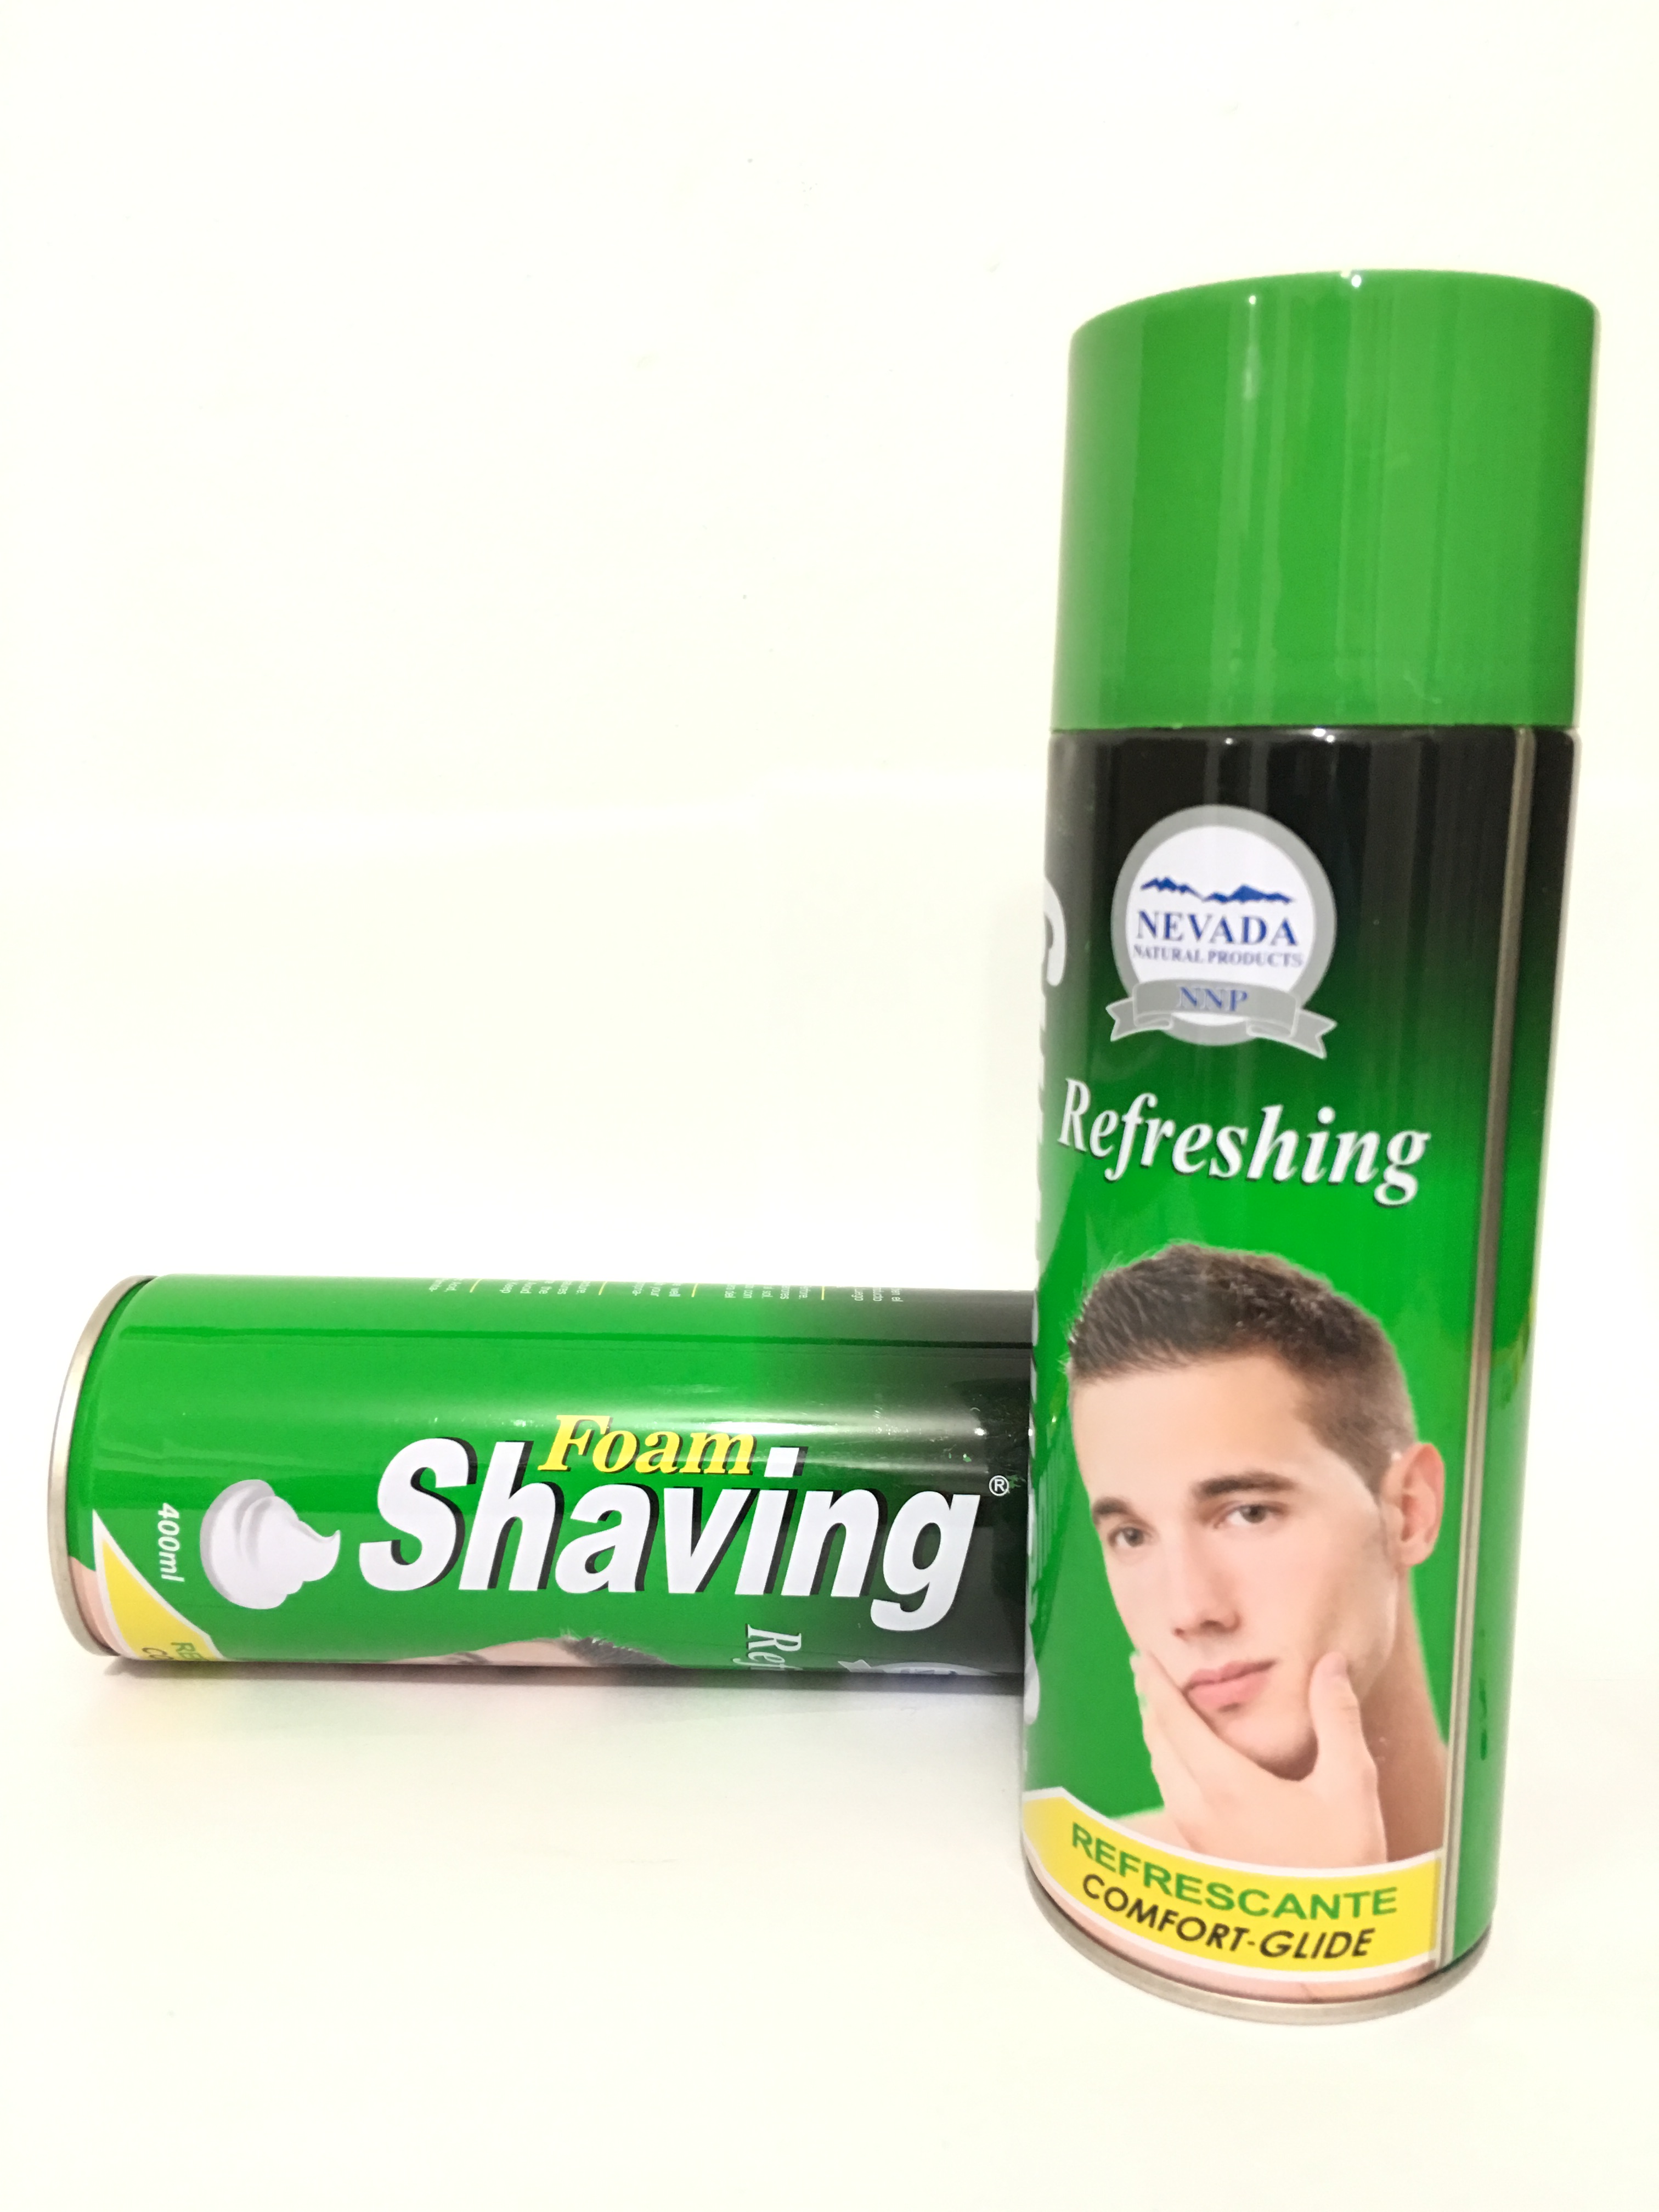 NEVADA
NATURAL PRODUCTS
NNP
Refreshing
REFRESCANTE
COMFORT-GLIDE
Foam
Shaving®
400ml